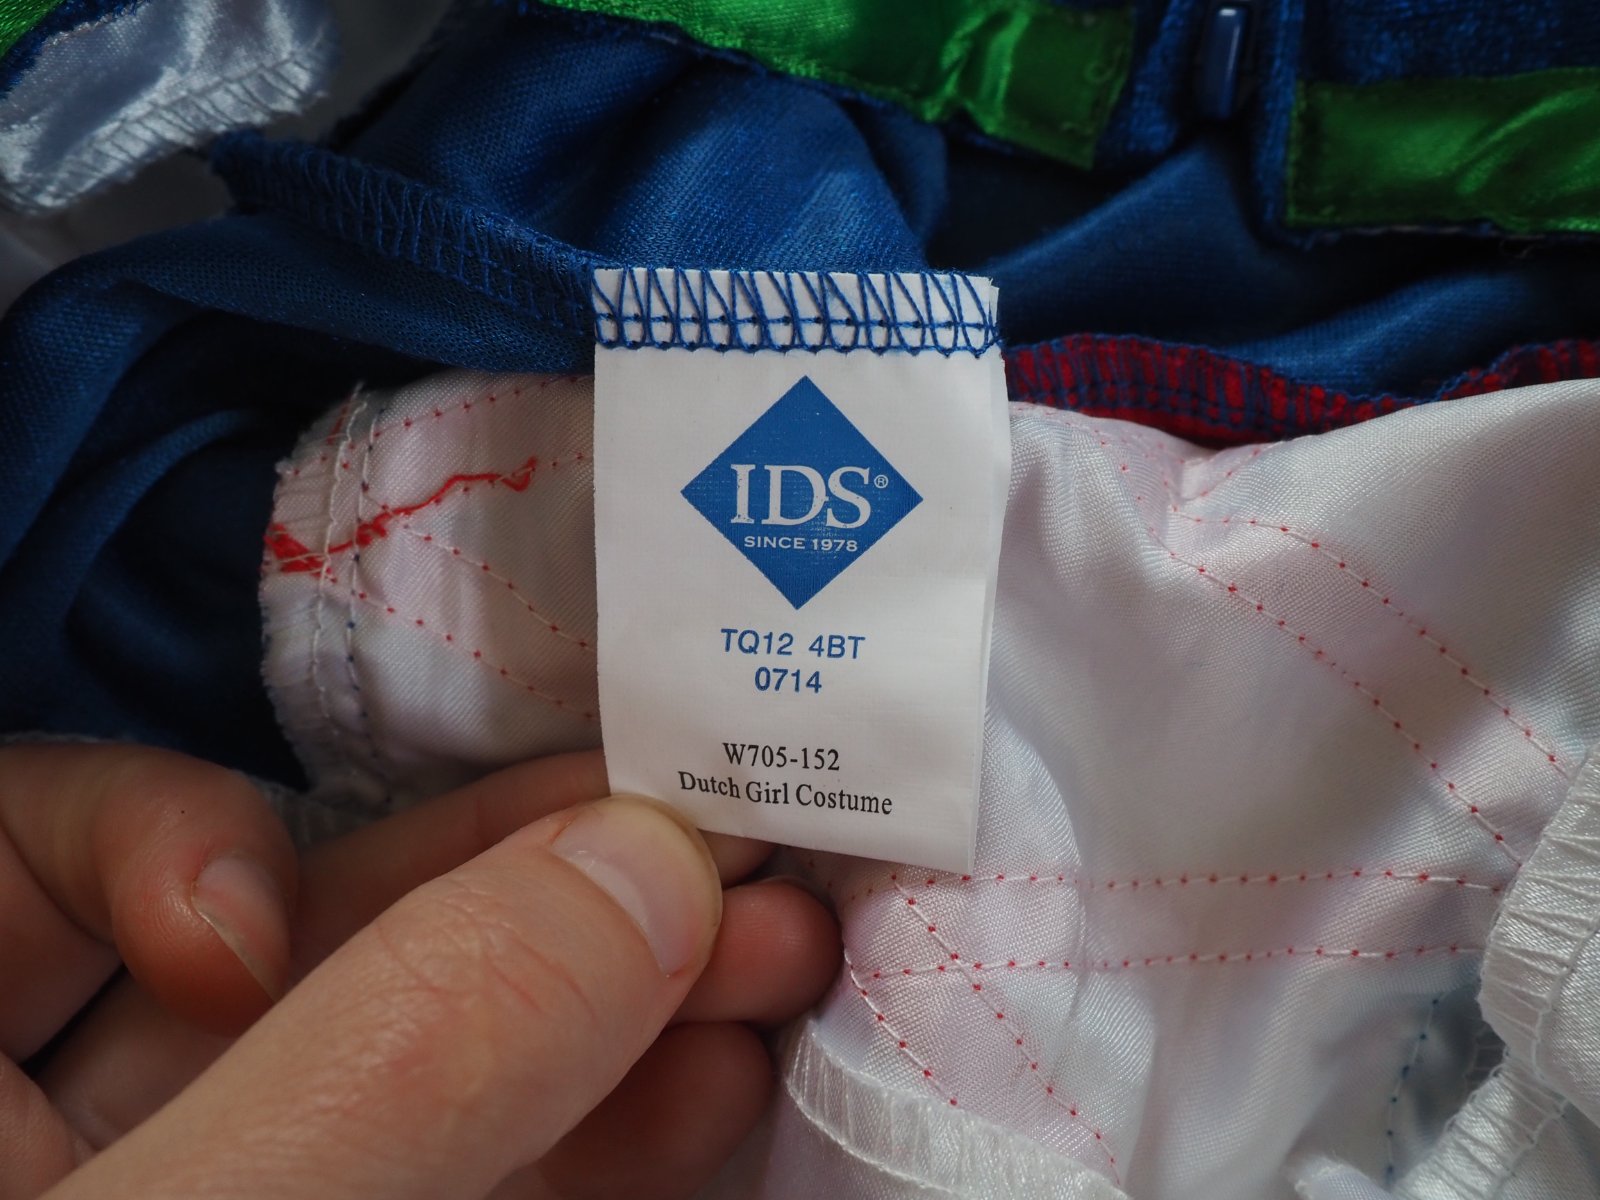 IDS®
SINCE 1978
TQ12 4BT
0714
W705-152
Dutch Girl Costume